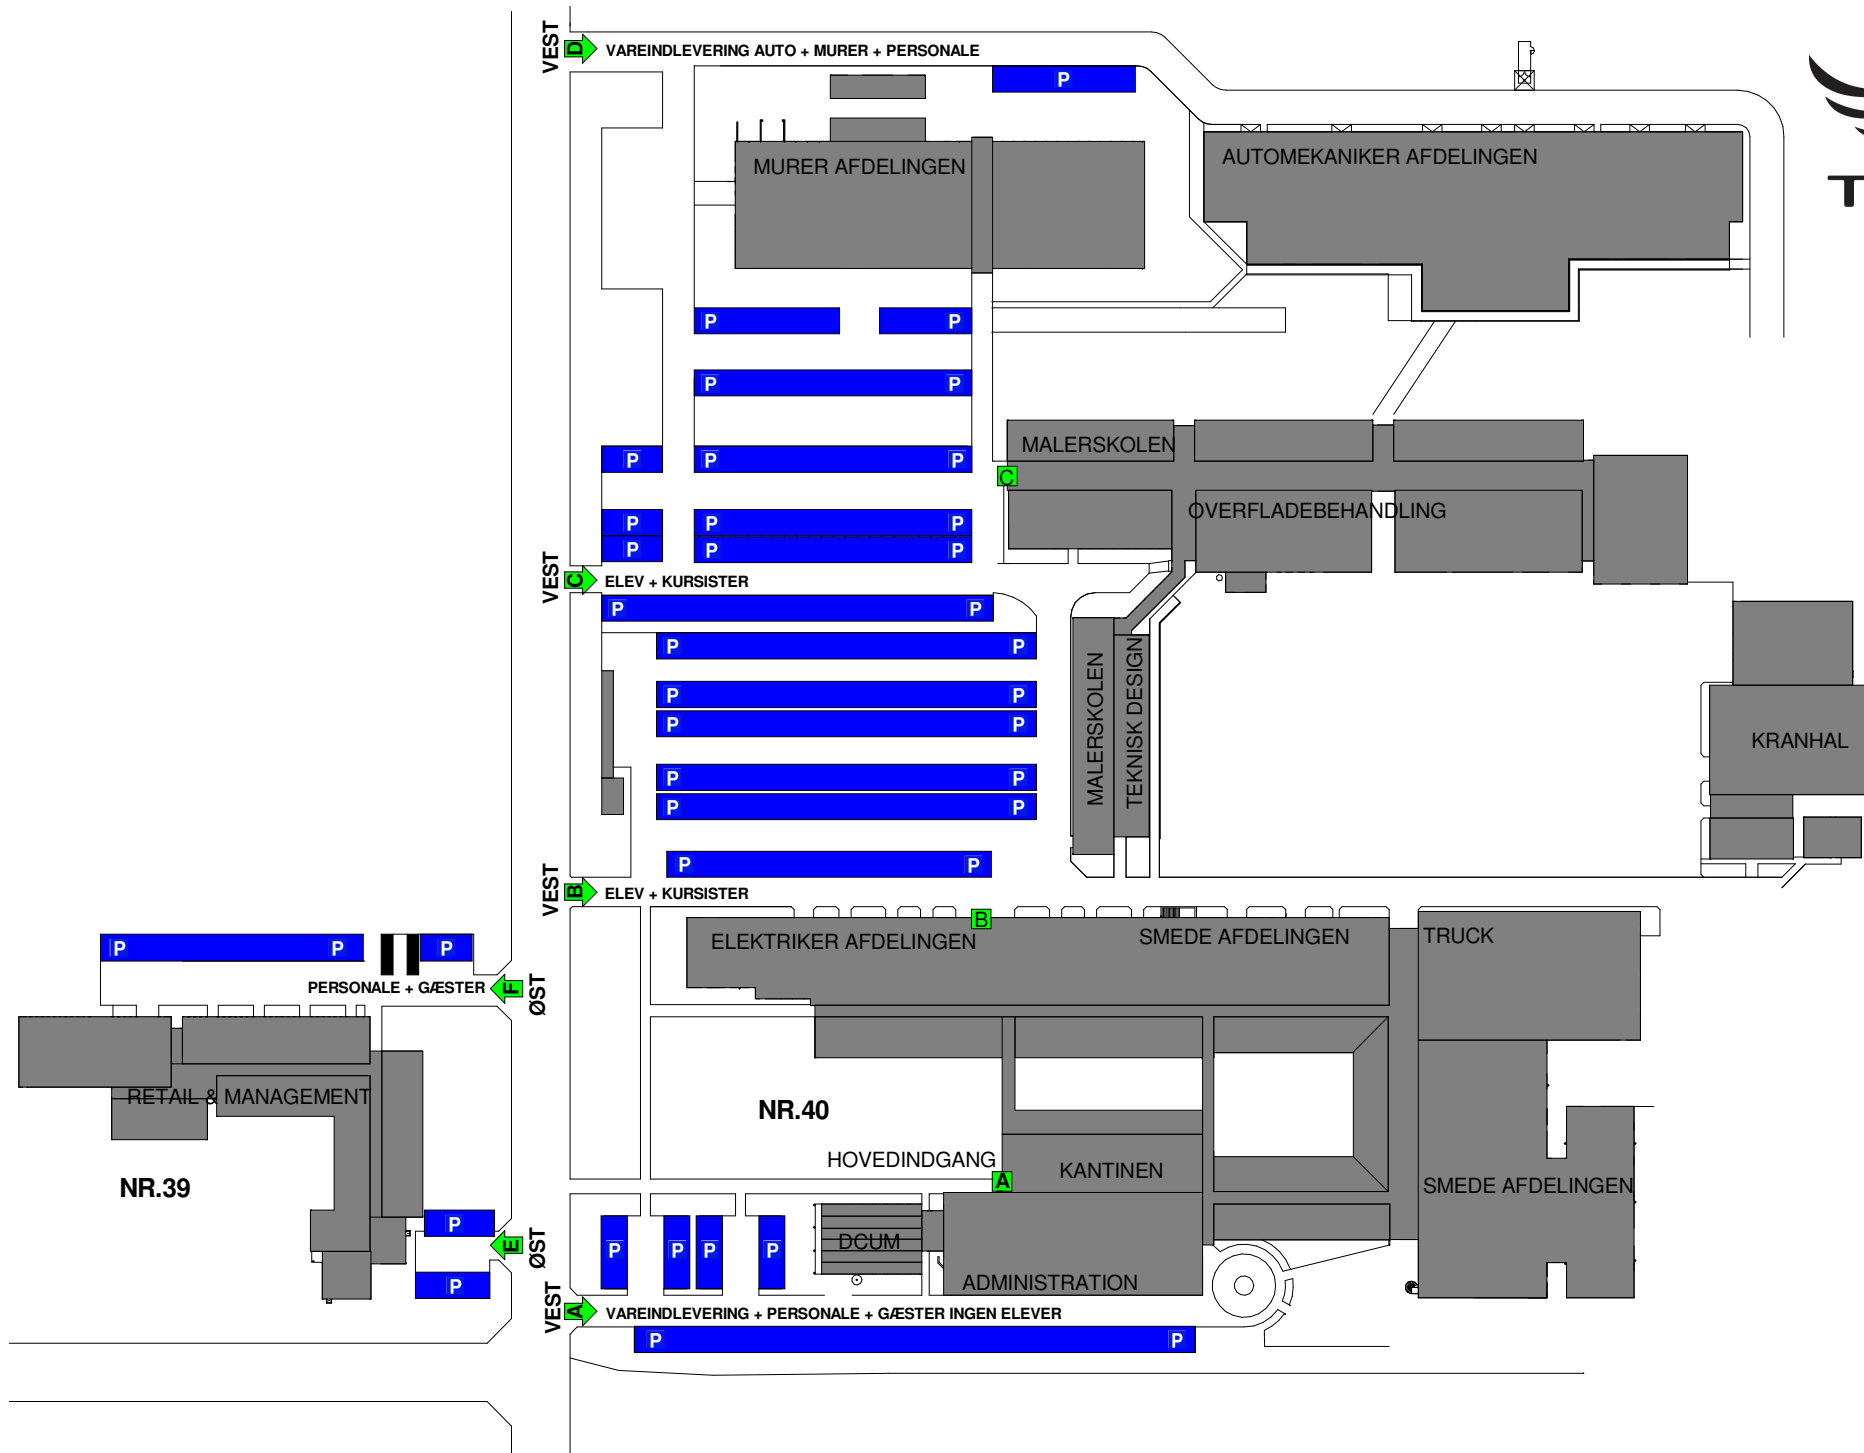 VEST D VAREINDLEVERING AUTO + MURER + PERSONALE
P
MURER AFDELINGEN
AUTOMEKANIKER AFDELINGEN
T
P P
P P
MALERSKOLEN
P P P
C
OVERFLADEBEHANDLING
P P P
P P P
VEST C ELEV + KURSISTER
P P
P P
MALERSKOLEN
TEKNISK DESIGN
P P
P P
KRANHAL
P P
P P
P P
VEST B ELEV + KURSISTER
B
ELEKTRIKER AFDELINGEN
SMEDE AFDELINGEN
TRUCK
P P P
PERSONALE + GÆSTER F ØST
RETAIL & MANAGEMENT
NR.40
HOVEDINDGANG
A
KANTINEN
NR.39
SMEDE AFDELINGEN
P
E ØST
P
P P P P
DCUM
ADMINISTRATION
VEST A VAREINDLEVERING + PERSONALE + GÆSTER INGEN ELEVER
P P